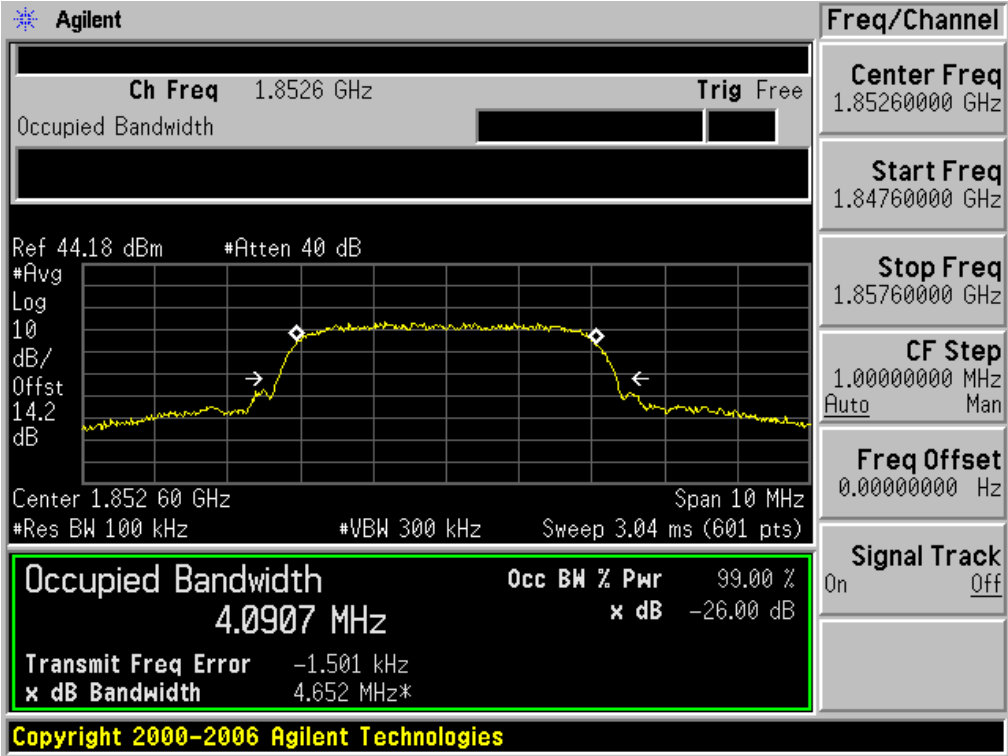 Agilent
Freq/Channel
Ch Freq 1.8526 GHz Trig Free
Occupied Bandwidth
Center Freq
1.85260000 GHz
Start Freq
1.84760000 GHz
Stop Freq
1.85760000 GHz
CF Step
1.00000000 MHz
Auto Man
Freq Offset
0.00000000 Hz
Signal Track
On Off
Ref 44.18 dBm #Atten 40 dB
#Avg
Log
10
dB/
Offst
14.2
dB
Center 1.852 60 GHz Span 10 MHz
#Res BW 100 kHz #VBW 300 kHz Sweep 3.04 ms (601 pts)
Occupied Bandwidth Occ BW % Pwr 99.00 %
4.0907 MHz x dB -26.00 dB
Transmit Freq Error -1.501 kHz
x dB Bandwidth 4.652 MHz*
Copyright 2000-2006 Agilent Technologies